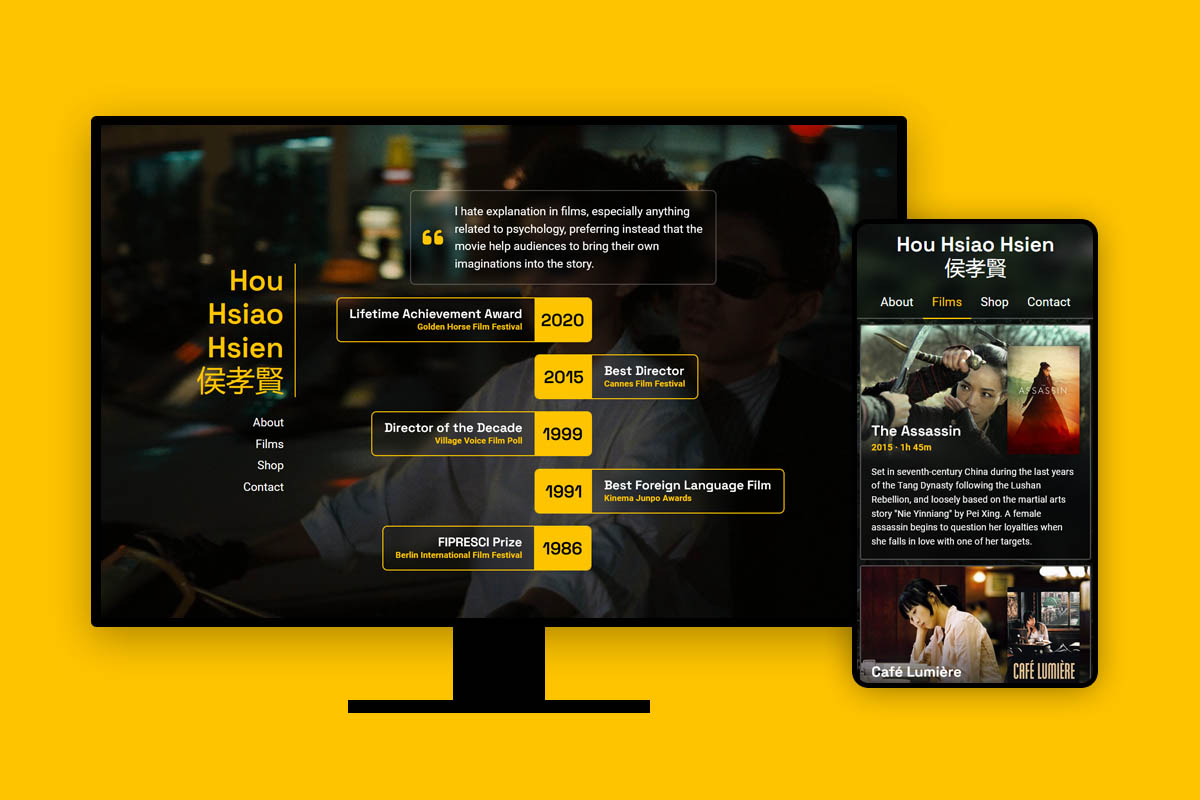 Hou
Hsiao
Hsien
侯孝賢
About
Films
Shop
Contact
I hate explanation in films, especially anything
related to psychology, preferring instead that the
movie help audiences to bring their own
imaginations into the story.
Lifetime Achievement Award
Golden Horse Film Festival
2020
2015
Best Director
Cannes Film Festival
Director of the Decade
Village Voice Film Poll
1999
1991
Best Foreign Language Film
Kinema Junpo Awards
FIPRESCI Prize
Berlin International Film Festival
1986
Hou Hsiao Hsien
侯孝賢
About Films Shop Contact
ASSASSIN
The Assassin
2015 · 1h 45m
Set in seventh-century China during the last years
of the Tang Dynasty following the Lushan
Rebellion, and loosely based on the martial arts
story "Nie Yinniang" by Pei Xing. A female
assassin begins to question her loyalties when
she falls in love with one of her targets.
Café Lumière
CAFÉ LUMIÈRE